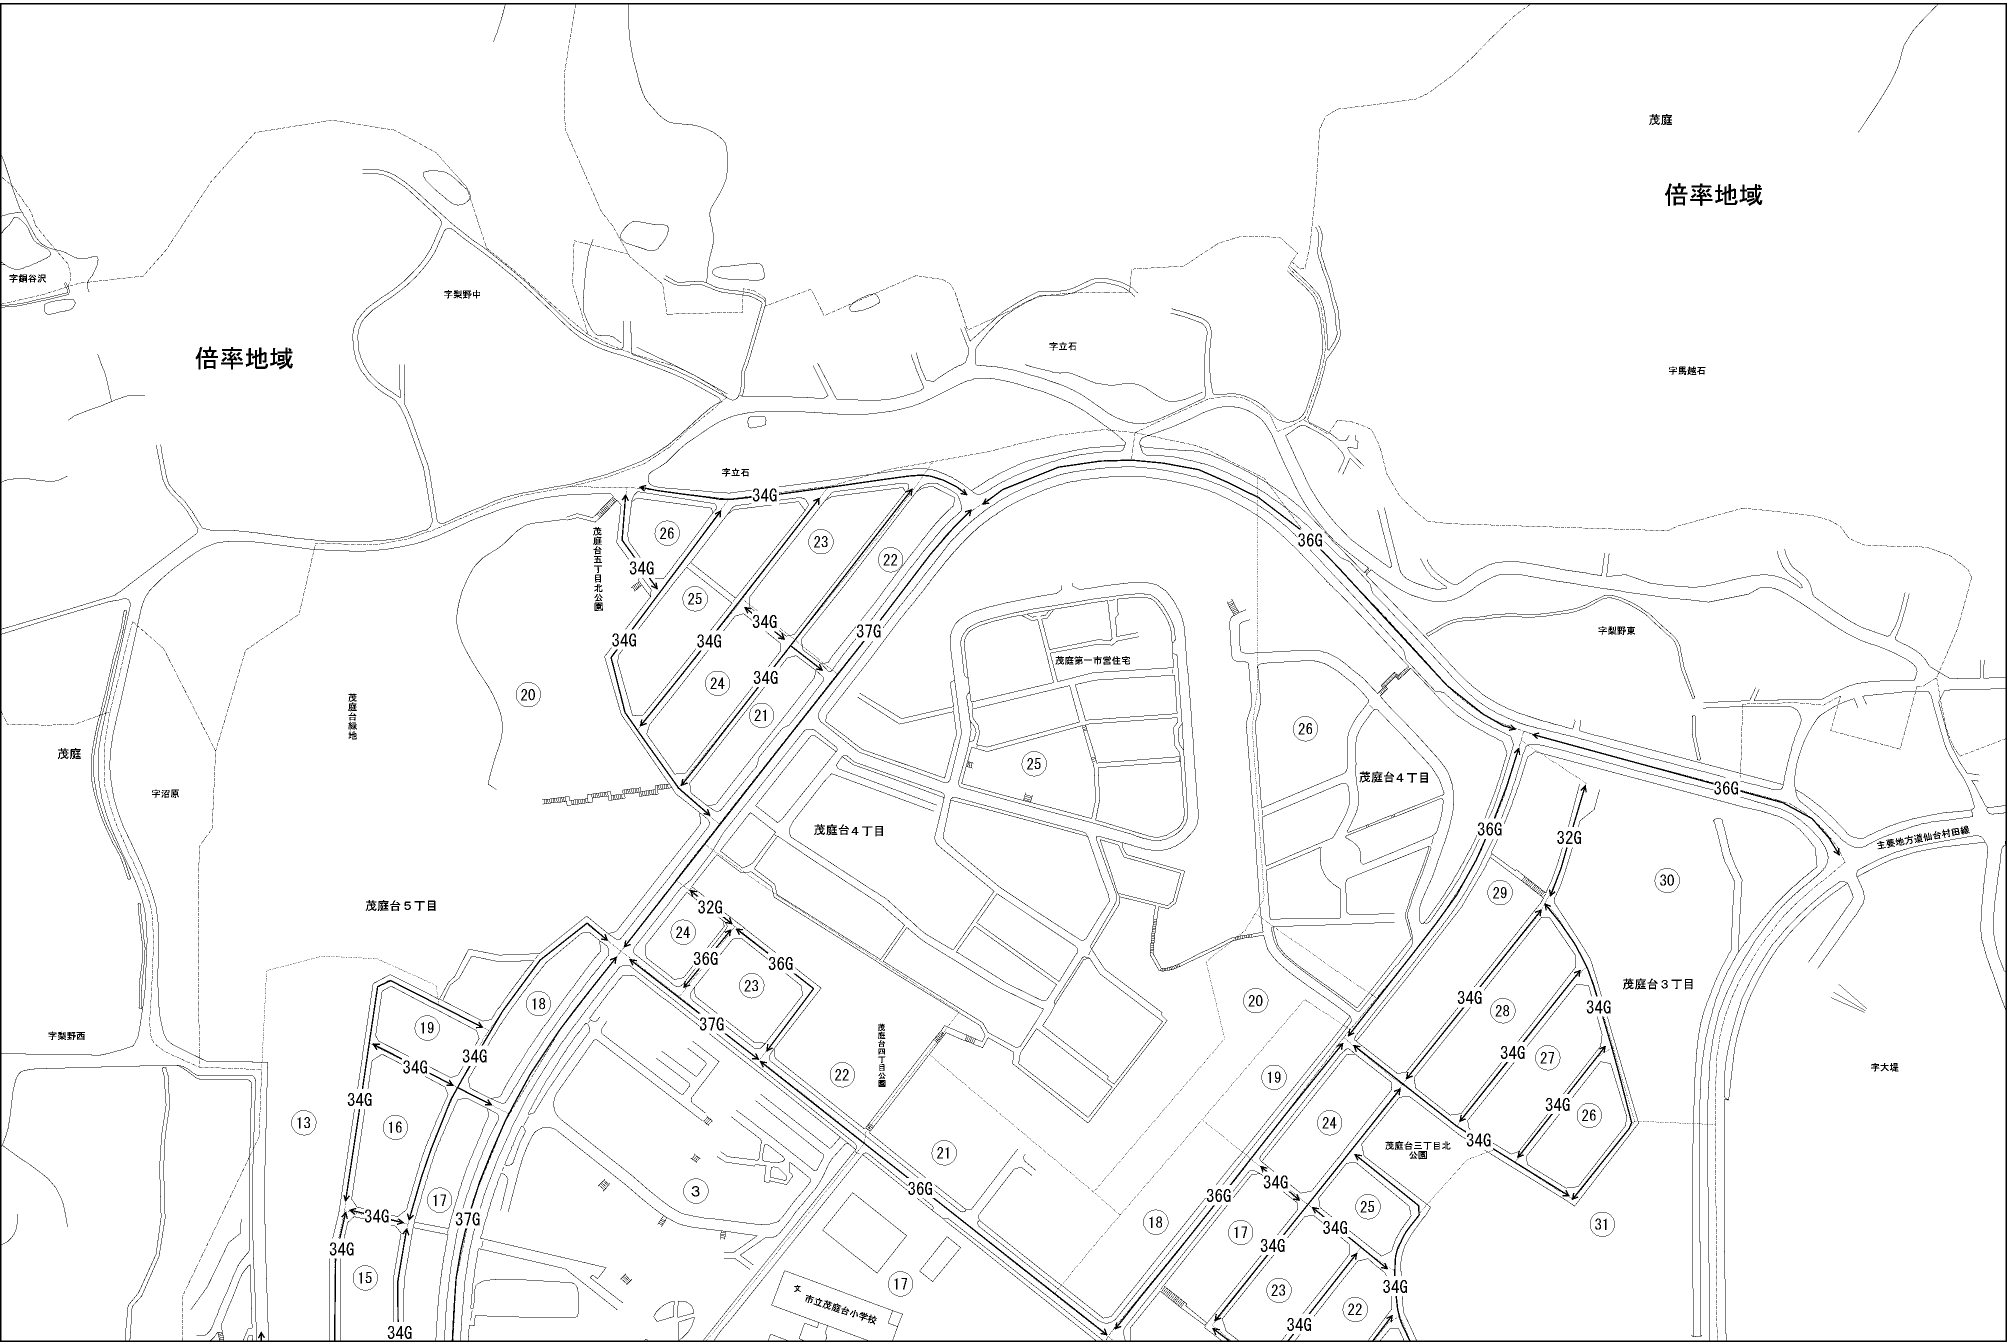 茂庭
倍率地域
字銅谷沢
字梨野中
字立石
倍率地域
字馬越石
字立石
34G
26
23
22
36G
茂庭台五丁目北公園
34G
25
34G
34G
34G
37G
字梨野東
茂庭第一市営住宅
34G
24
20
21
茂庭台緑地
26
茂庭
25
茂庭台4丁目
36G
字沼原
茂庭台4丁目
36G
32G
主要地方道仙台村田線
30
29
茂庭台5丁目
32G
24
36G
36G
23
茂庭台3丁目
18
34G
20
28
34G
19
37G
字梨野西
34G
茂庭台四丁目公園
34G
27
字大堤
34G
22
19
34G
34G
26
13
16
24
34G
茂庭台三丁目北
公園
21
3
36G
34G
36G
17
25
34G
37G
18
34G
31
17
34G
34G
15
17
34G
23
市立茂庭台小学校
22
34G
34G